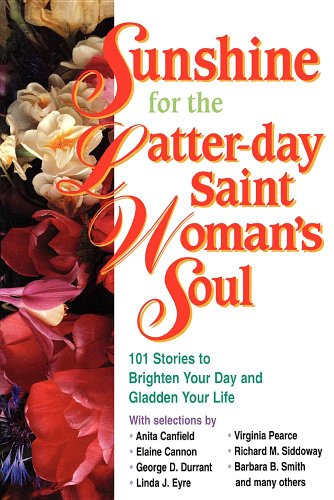 Sunshine
for the
Latter-day
Saint
Woman's
Soul
101 Stories to
Brighten Your Day and
Gladden Your Life
With selections by
• Anita Canfield
• Elaine Cannon
• George D. Durrant
• Linda J. Eyre
• Virginia Pearce
• Richard M. Siddoway
• Barbara B. Smith
and many others